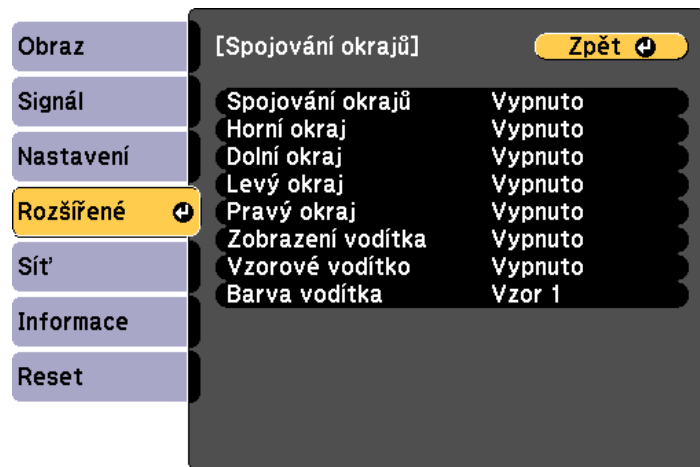 Obraz
Signál
Nastavení
Rozšířené
Síť
Informace
Reset
[Spojování okrajů]
Zpět
Spojování okrajů Vypnuto
Horní okraj Vypnuto
Dolní okraj Vypnuto
Levý okraj Vypnuto
Pravý okraj Vypnuto
Zobrazení vodítka Vypnuto
Vzorové vodítko Vypnuto
Barva vodítka Vzor 1